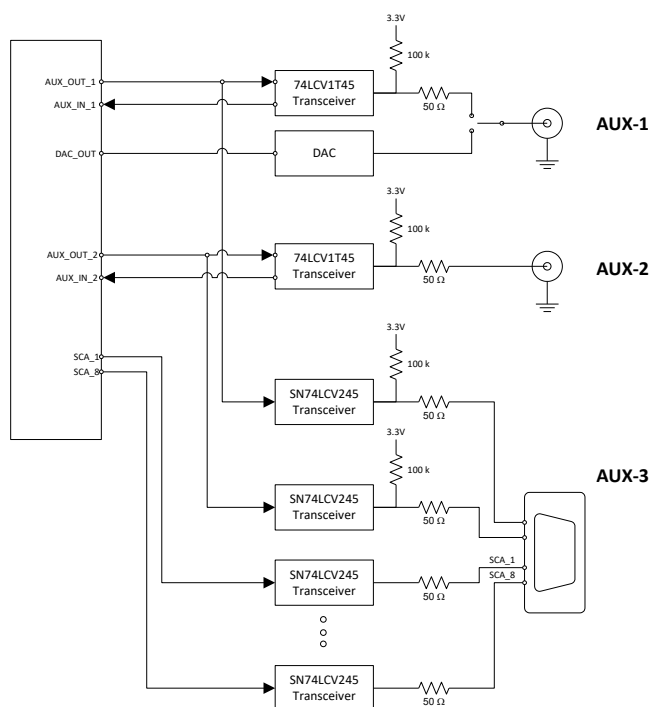 3.3V
100 k
AUX_OUT_1
AUX_IN_1
74LCV1T45
Transceiver
50 Ω
AUX-1
DAC_OUT
DAC
3.3V
100 k
AUX_OUT_2
AUX_IN_2
74LCV1T45
Transceiver
50 Ω
AUX-2
3.3V
100 k
SCA_1
SCA_8
SN74LCV245
Transceiver
50 Ω
3.3V
100 k
AUX-3
SN74LCV245
Transceiver
50 Ω
SN74LCV245
Transceiver
50 Ω
SCA_1
SCA_8
SN74LCV245
Transceiver
50 Ω